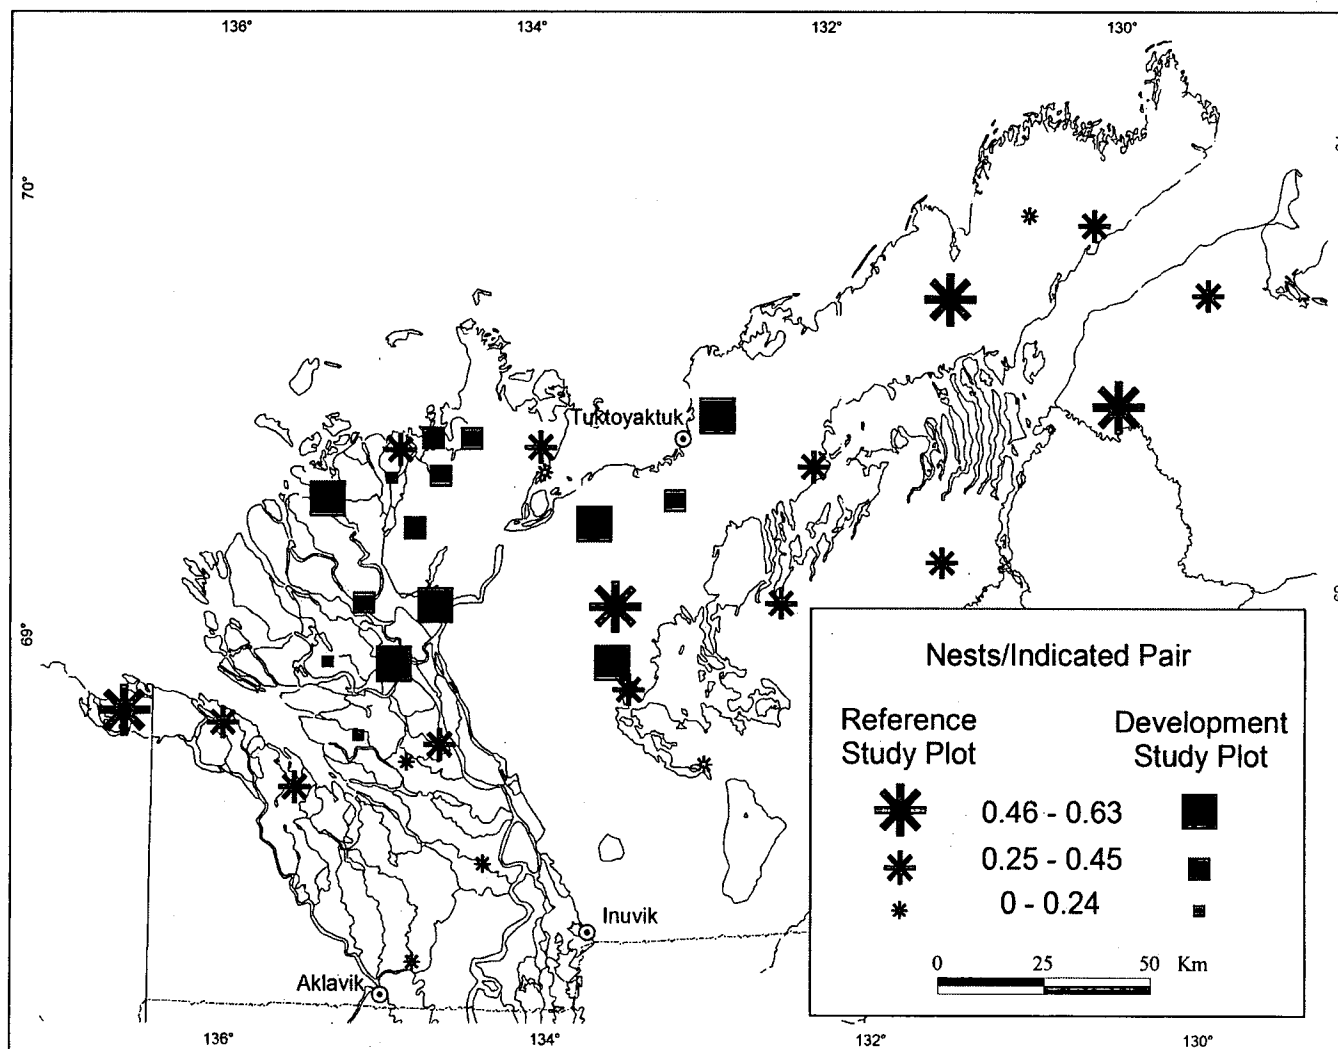 136°
134°
132°
130°
70°
Tuktoyaktuk
69°
Nests/Indicated Pair
Reference
Study Plot
Development
Study Plot
0.46 - 0.63
0.25 - 0.45
0 - 0.24
Inuvik
0
25
50
Km
Aklavik
136°
134°
132°
130°